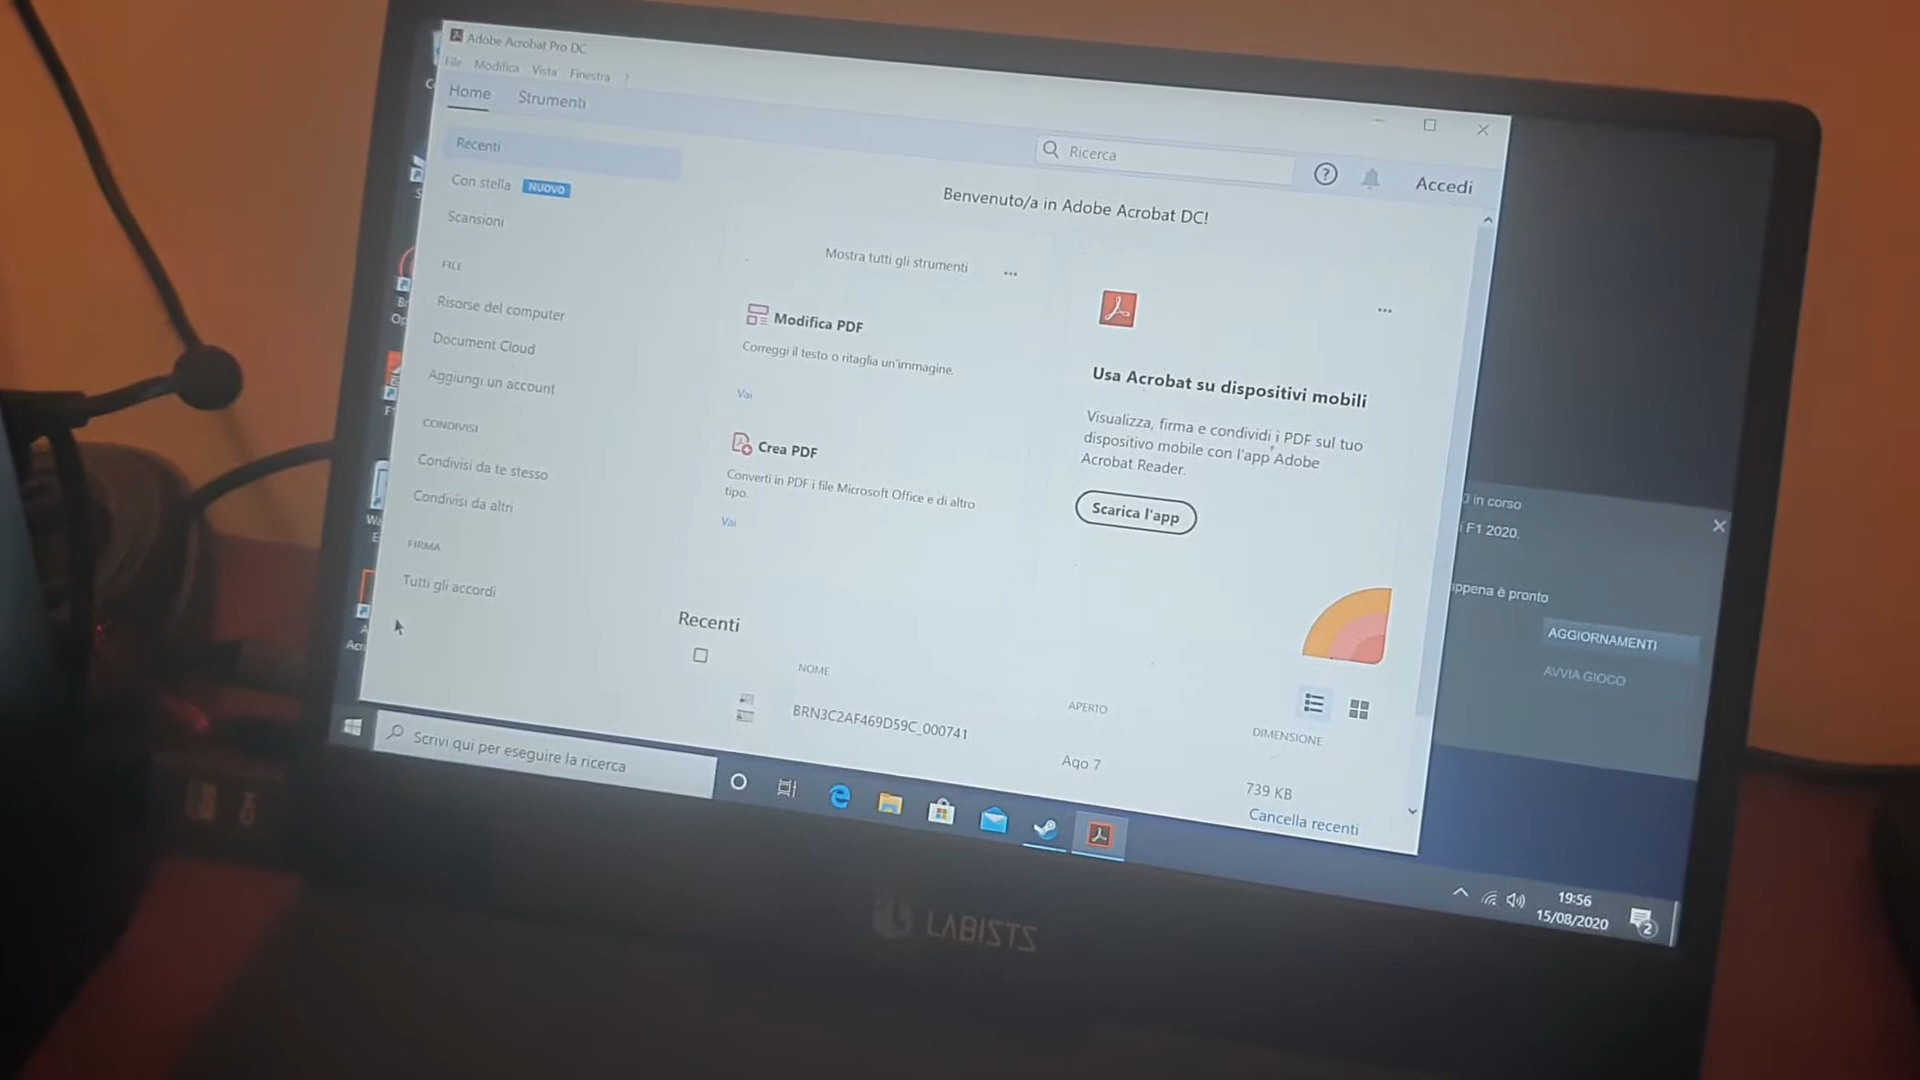 Adobe Acrobat Pro DC
File Modifica Vista Finestra ?
Home Strumenti
Ricerca
Accedi
Recenti
Con stella NUOVO
Scansioni
FILE
Risorse del computer
Document Cloud
Aggiungi un account
CONDIVISI
Condivisi da te stesso
Condivisi da altri
FIRMA
Tutti gli accordi
Benvenuto/a in Adobe Acrobat DC!
Mostra tutti gli strumenti
Modifica PDF
Correggi il testo o ritaglia un'immagine.
Vai
Crea PDF
Converti in PDF i file Microsoft Office e di altro
tipo.
Vai
Usa Acrobat su dispositivi mobili
Visualizza, firma e condividi i PDF sul tuo
dispositivo mobile con l'app Adobe
Acrobat Reader.
Scarica l'app
Recenti
NOME
APERTO
DIMENSIONE
BRN3C2AF469D59C_000741
Ago 7
739 KB
Cancella recenti
in corso
F1 2020.
appena è pronto
AGGIORNAMENTI
AVVIA GIOCO
Scrivi qui per eseguire la ricerca
19:56
15/08/2020
2
LABISTS